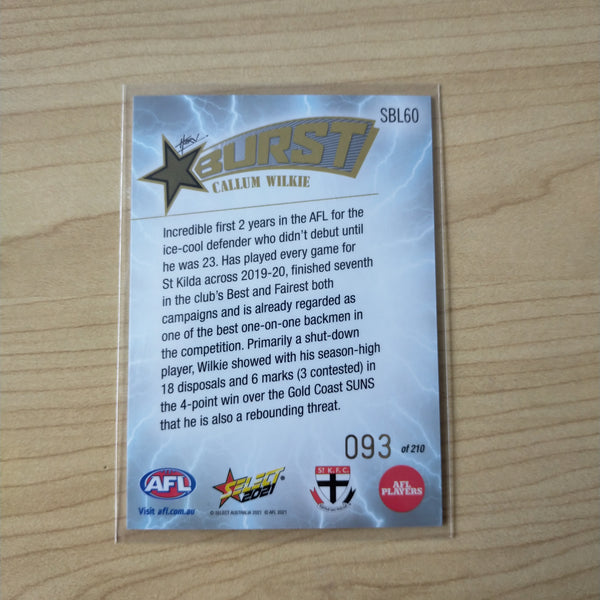 SBL60
BURST
CALLUM WILKIE
Incredible first 2 years in the AFL for the
ice-cool defender who didn't debut until
he was 23. Has played every game for
St Kilda across 2019-20, finished seventh
in the club's Best and Fairest both
campaigns and is already regarded as
one of the best one-on-one backmen in
the competition. Primarily a shut-down
player, Wilkie showed with his season-high
18 disposals and 6 marks (3 contested) in
the 4-point win over the Gold Coast SUNS
that he is also a rebounding threat.
093 of 210
AFL
SELECT
2021
ST K.F.C.
AFL
PLAYERS
Visit afl.com.au
© SELECT AUSTRALIA 2021 © AFL 2021